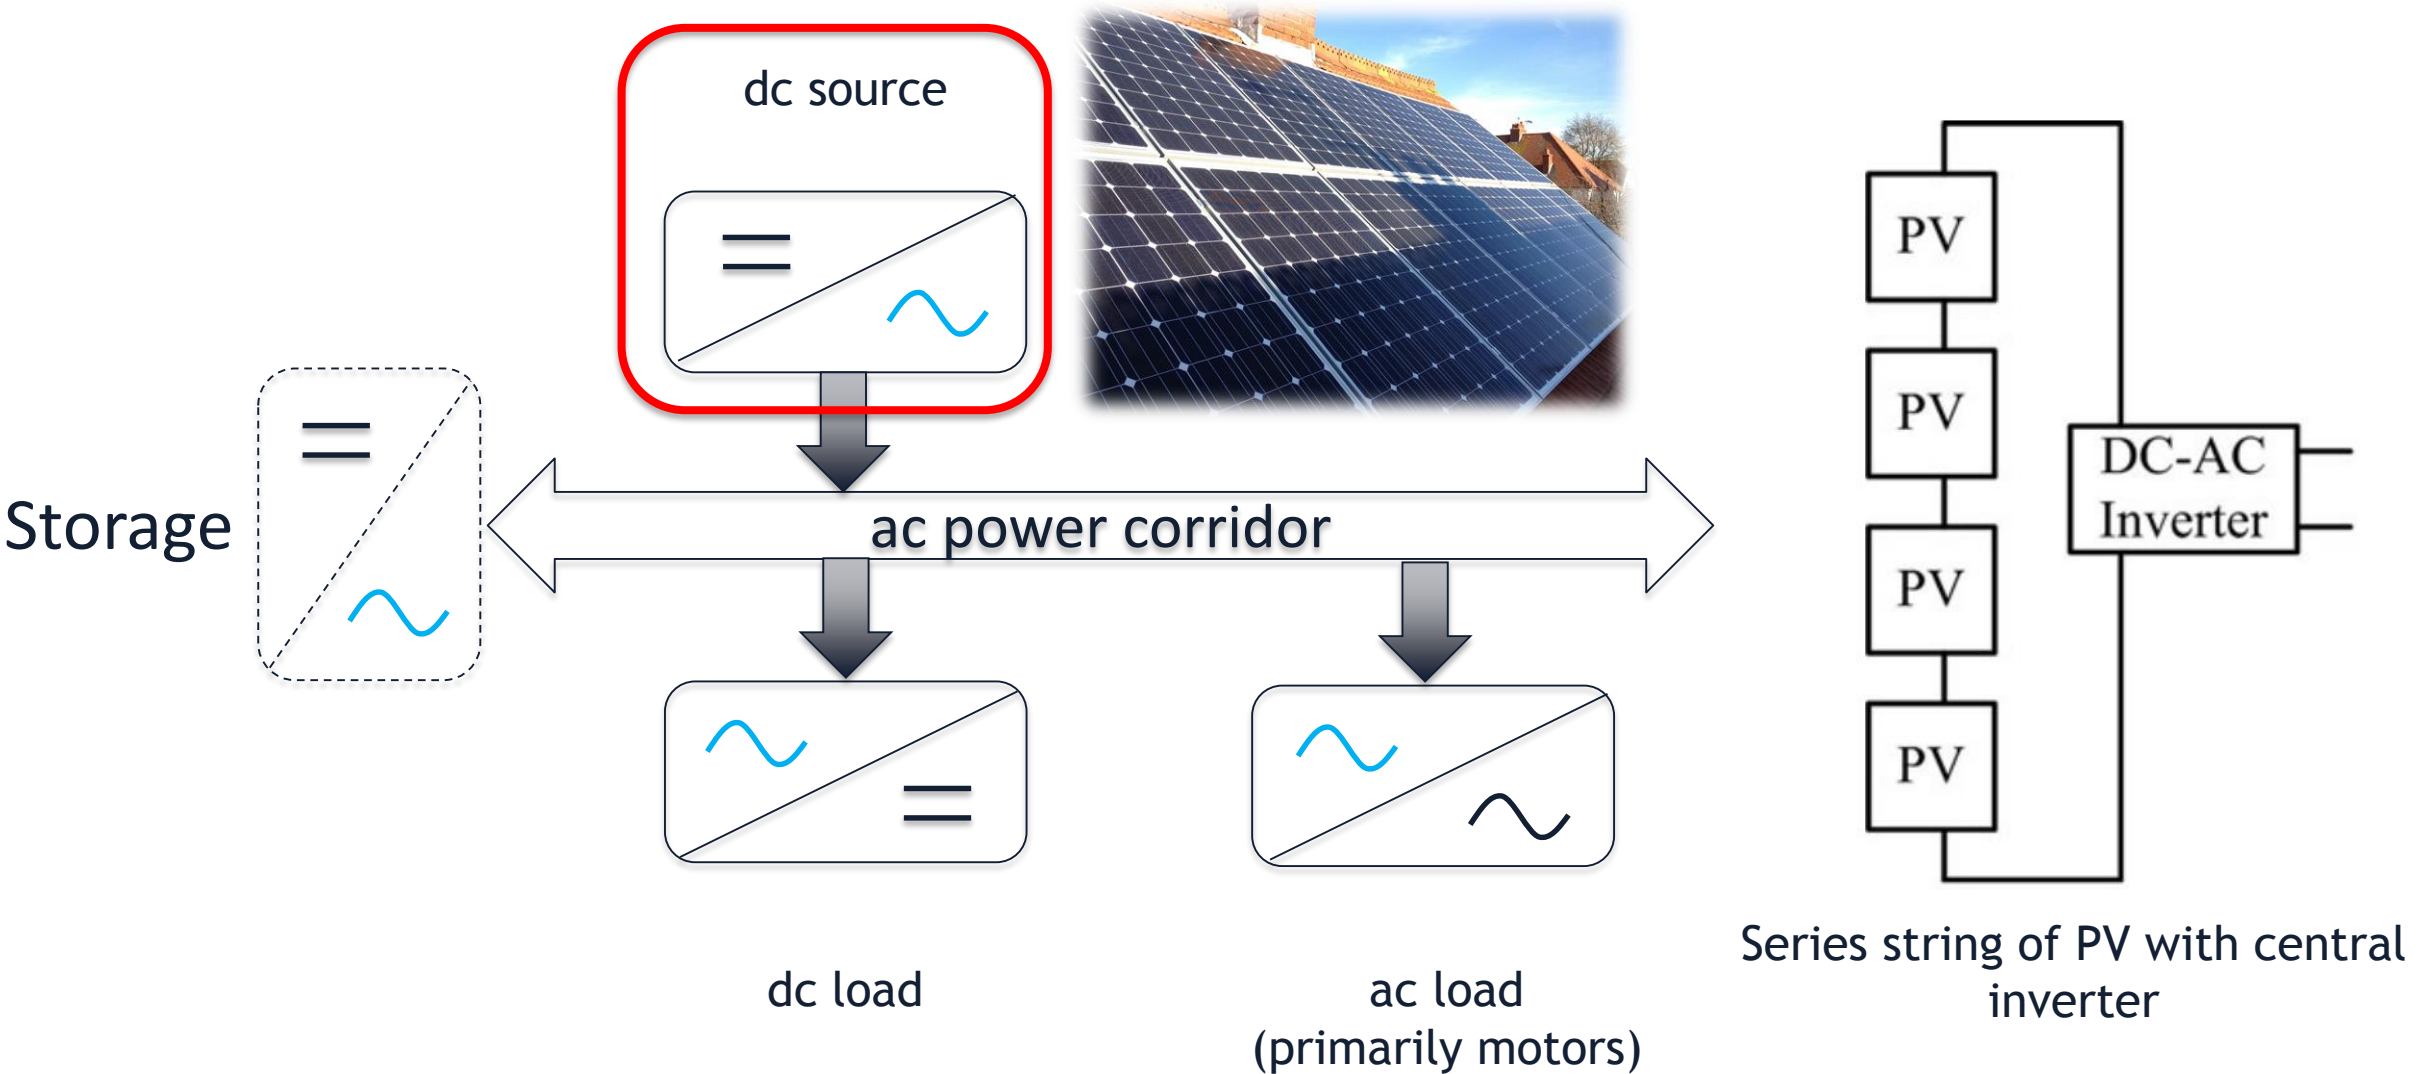 dc source
PV
PV
DC-AC
Inverter
Storage
ac power corridor
PV
PV
dc load
ac load
(primarily motors)
Series string of PV with central
inverter